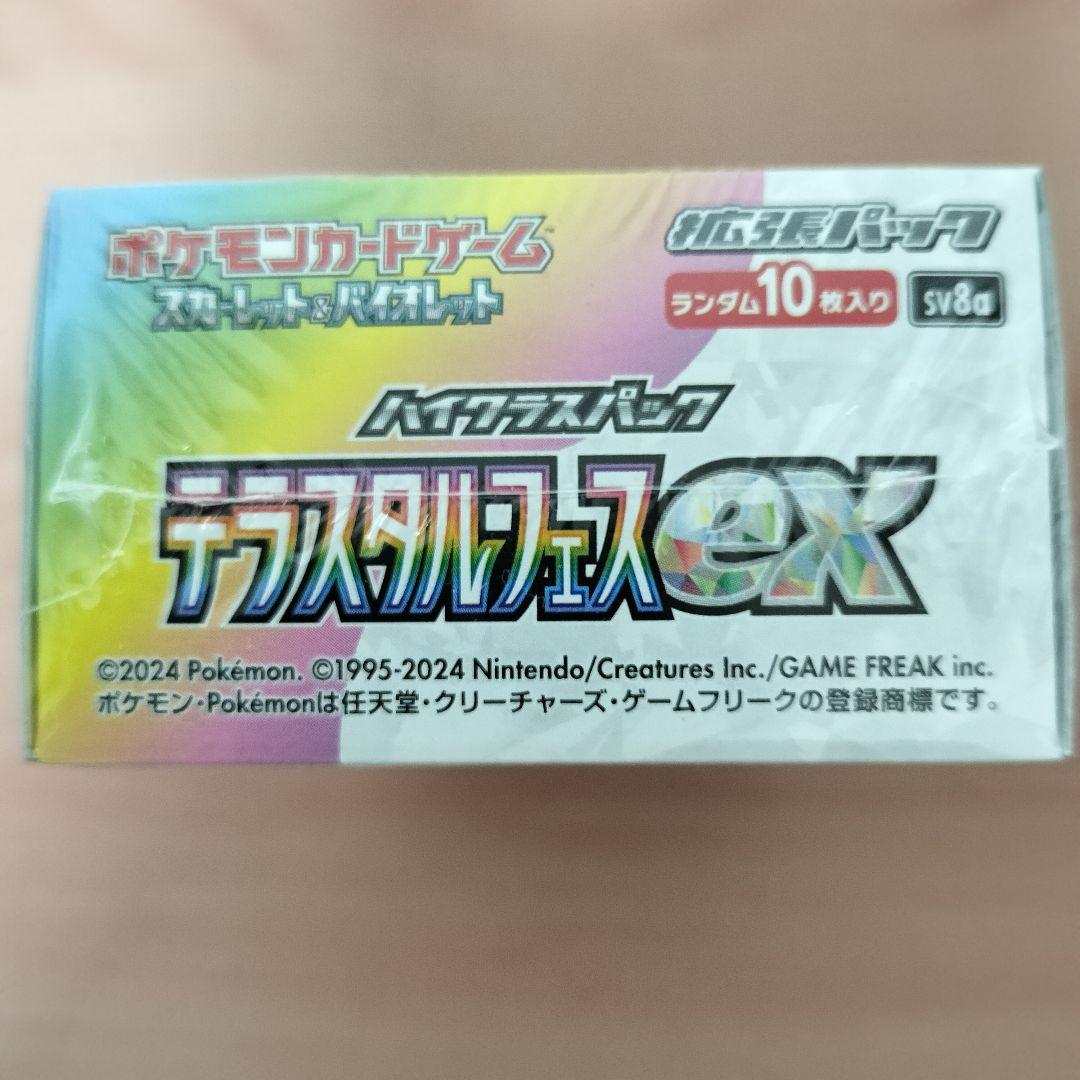 ポケモンカードゲーム™
スカーレット&バイオレット
拡張パック
ランダム10枚入り
SV8a
ハイクラスパック
テラスタルフェスex
©2024 Pokémon. ©1995-2024 Nintendo/Creatures Inc./GAME FREAK inc.
ポケモン・Pokémonは任天堂・クリーチャーズ・ゲームフリークの登録商標です。